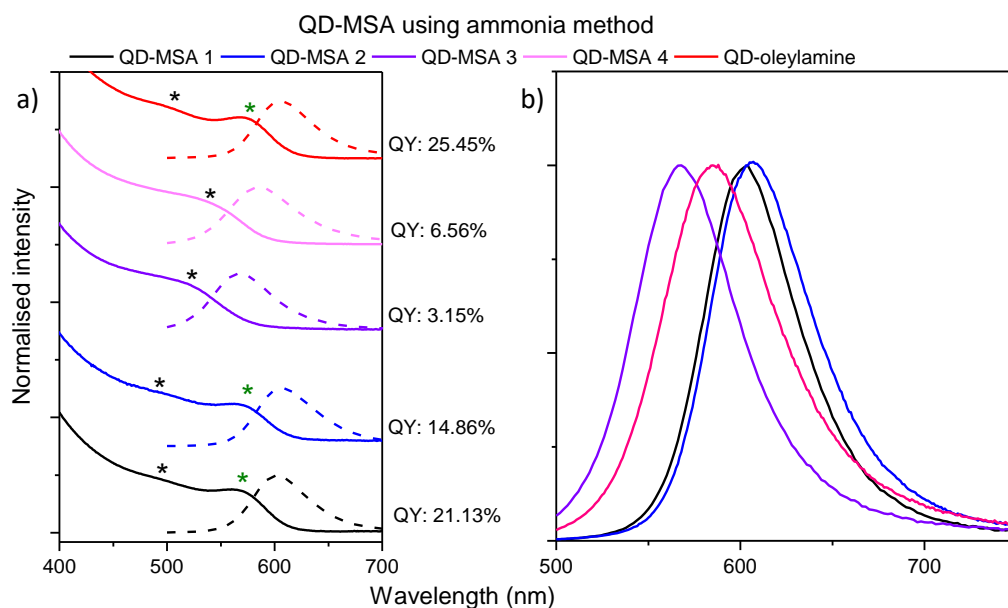 QD-MSA using ammonia method
QD-MSA 1 QD-MSA 2 QD-MSA 3 QD-MSA 4 QD-oleylamine
a)
b)
*
*
QY: 25.45%
*
QY: 6.56%
*
QY: 3.15%
*
*
QY: 14.86%
*
*
QY: 21.13%
Normalised intensity
400 500 600 700
500 600 700
Wavelength (nm)